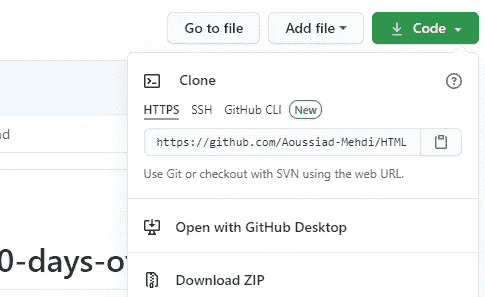 Go to file Add file Code
Clone
HTTPS SSH GitHub CLI New
https://github.com/Aoussiad-Mehdi/HTML
Use Git or checkout with SVN using the web URL.
Open with GitHub Desktop
0-days-o
Download ZIP